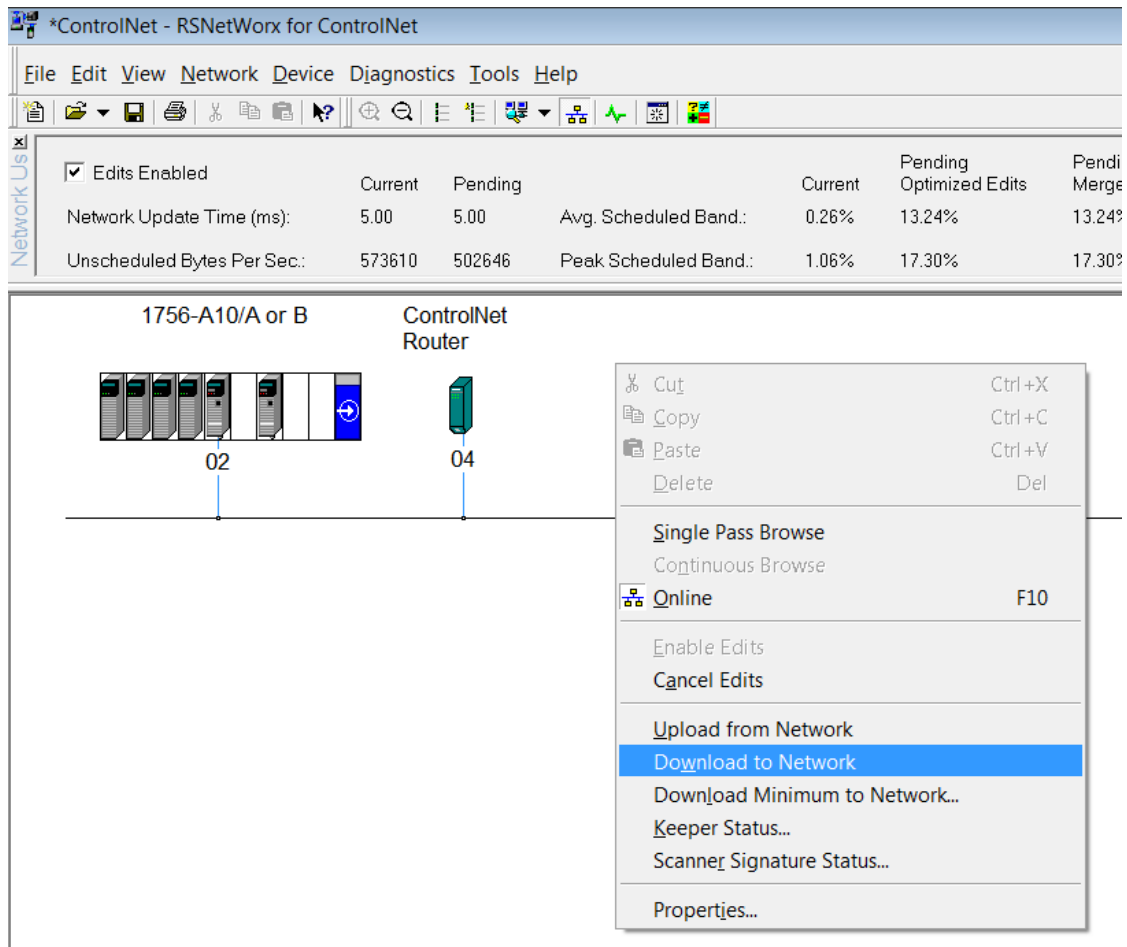 *ControlNet - RSNetWorx for ControlNet
File Edit View Network Device Diagnostics Tools Help
Network Us
Edits Enabled
Current Pending
Current
Pending
Optimized Edits
Pendi
Merge
Network Update Time (ms): 5.00 5.00 Avg. Scheduled Band.: 0.26% 13.24% 13.24%
Unscheduled Bytes Per Sec.: 573610 502646 Peak Scheduled Band.: 1.06% 17.30% 17.30%
1756-A10/A or B
ControlNet
Router
02
04
Cut Ctrl+X
Copy Ctrl+C
Paste Ctrl+V
Delete Del
Single Pass Browse
Continuous Browse
Online F10
Enable Edits
Cancel Edits
Upload from Network
Download to Network
Download Minimum to Network...
Keeper Status...
Scanner Signature Status...
Properties...